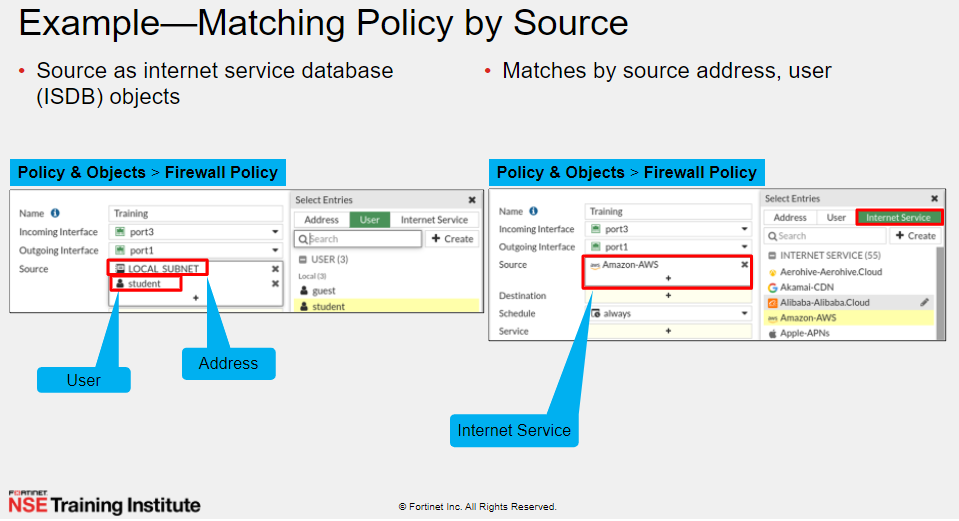 Example—Matching Policy by Source
• Source as internet service database
(ISDB) objects
• Matches by source address, user
Policy & Objects > Firewall Policy
Name
Training
Incoming Interface
port3
Outgoing Interface
port1
Source
LOCAL_SUBNET
student
+
Select Entries
Address
User
Internet Service
Search
+ Create
USER (3)
Local (3)
guest
student
User
Address
Policy & Objects > Firewall Policy
Name
Training
Incoming Interface
port3
Outgoing Interface
port1
Source
aws Amazon-AWS
+
Destination
+
Schedule
always
Service
+
Select Entries
Address
User
Internet Service
Search
+ Create
INTERNET SERVICE (55)
Aerohive-Aerohive.Cloud
Akamai-CDN
Alibaba-Alibaba.Cloud
aws Amazon-AWS
Apple-APNs
Internet Service
FORTINET
NSE Training Institute
© Fortinet Inc. All Rights Reserved.